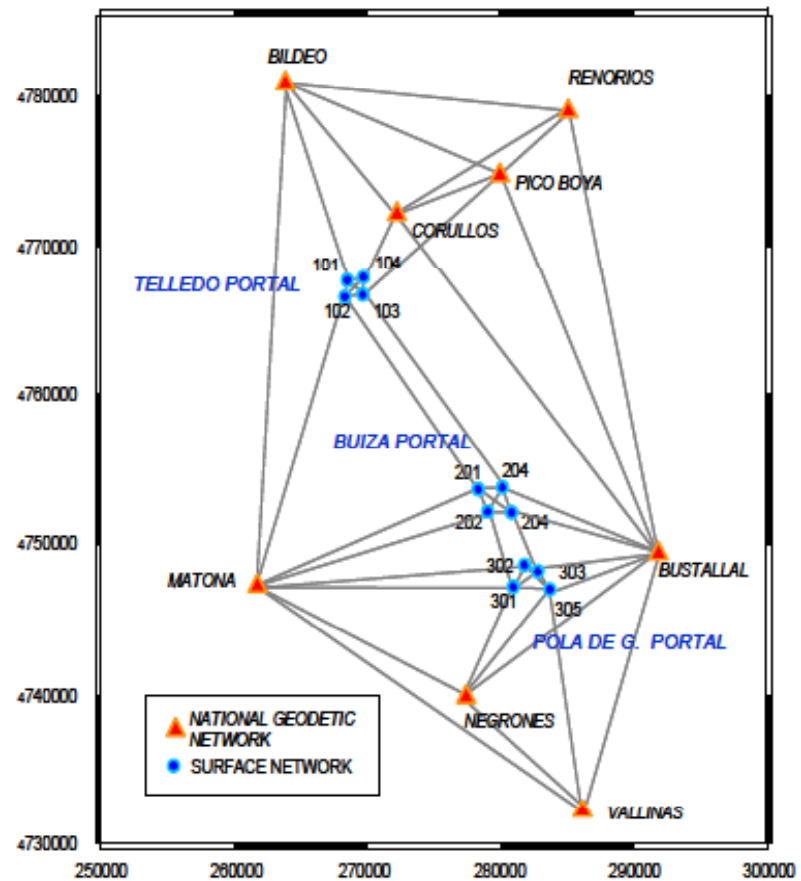 BILDEO
RENORIOS
4780000
PICO BOYA
CORULLOS
4770000
101
104
TELLEDO PORTAL
102
103
4760000
BUIZA PORTAL
201
204
202
204
4750000
302
303
BUSTALLAL
MATONA
301
305
POLA DE G. PORTAL
4740000
NEGRONES
NATIONAL GEODETIC
NETWORK
SURFACE NETWORK
VALLINAS
4730000
250000
260000
270000
280000
290000
300000